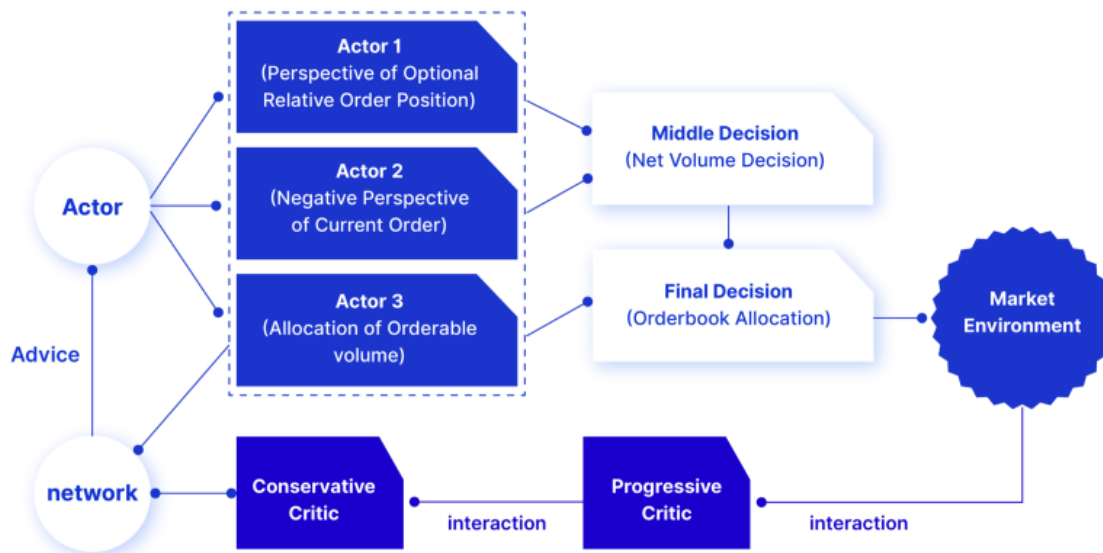 Actor 1
(Perspective of Optional
Relative Order Position)
Actor 2
(Negative Perspective
of Current Order)
Actor 3
(Allocation of Orderable
volume)
Actor
Advice
network
Middle Decision
(Net Volume Decision)
Final Decision
(Orderbook Allocation)
Market
Environment
Conservative
Critic
interaction
Progressive
Critic
interaction